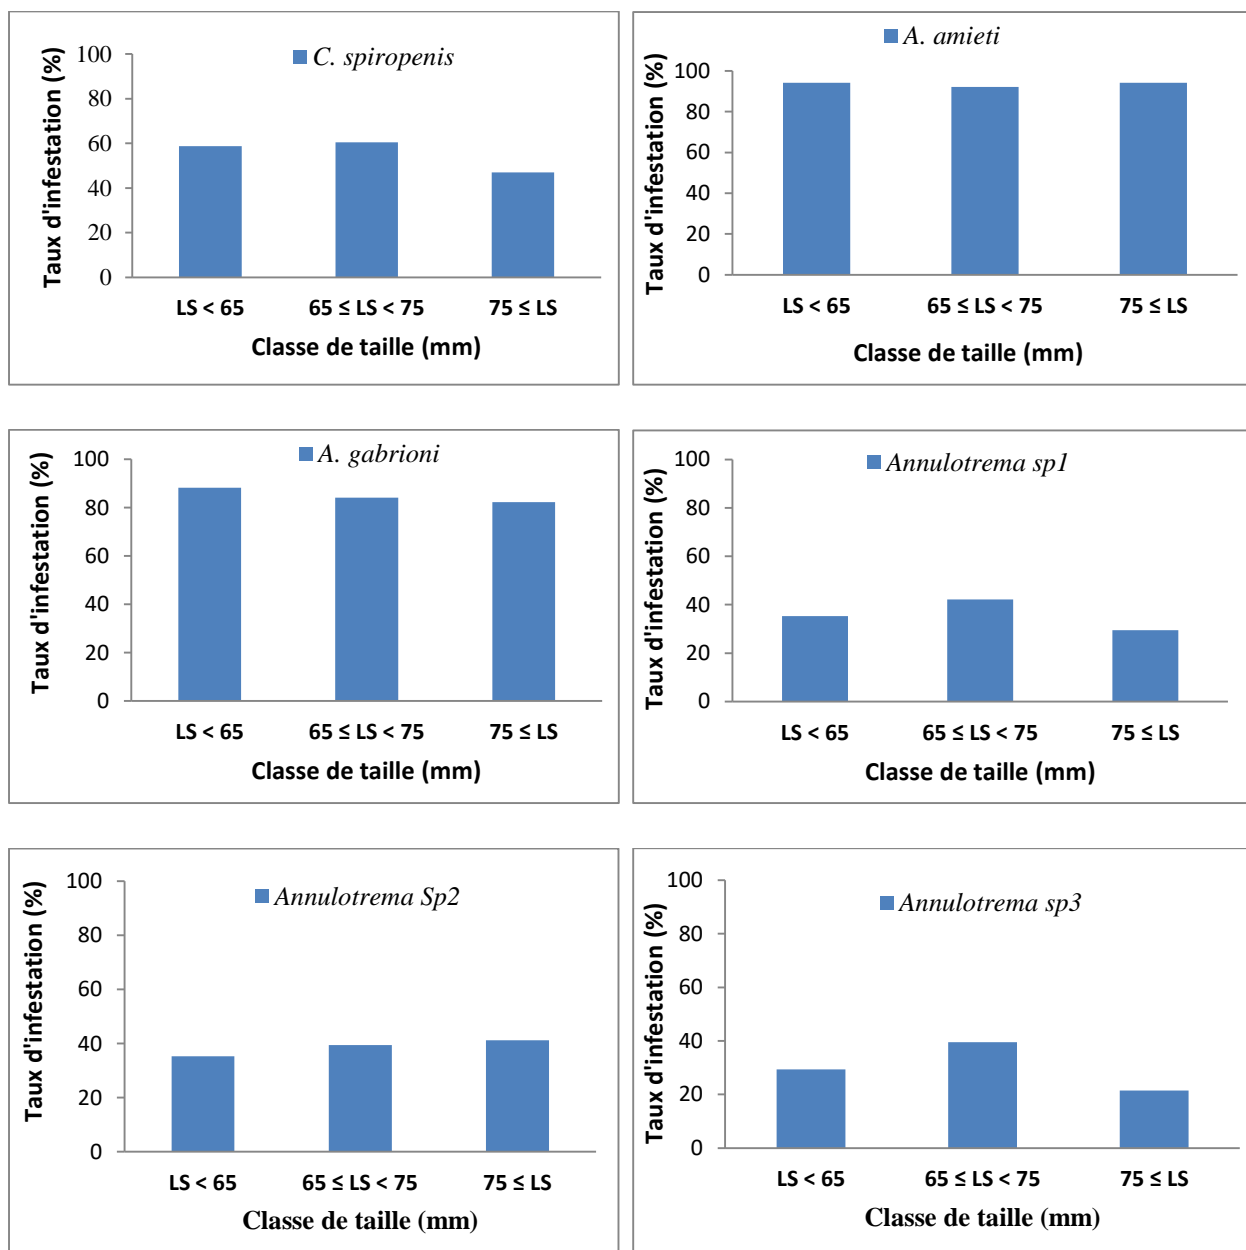 C. spiropenis
Taux d'infestation (%)
100
80
60
40
20
0
LS < 65
65 ≤ LS < 75
75 ≤ LS
Classe de taille (mm)
A. amieti
Taux d'infestation (%)
100
80
60
40
20
0
LS < 65
65 ≤ LS < 75
75 ≤ LS
Classe de taille (mm)
A. gabrioni
Taux d'infestation (%)
100
80
60
40
20
0
LS < 65
65 ≤ LS < 75
75 ≤ LS
Classe de taille (mm)
Annulotrema sp1
Taux d'infestation (%)
100
80
60
40
20
0
LS < 65
65 ≤ LS < 75
75 ≤ LS
Classe de taille (mm)
Annulotrema Sp2
Taux d'infestation (%)
100
80
60
40
20
0
LS < 65
65 ≤ LS < 75
75 ≤ LS
Classe de taille (mm)
Annulotrema sp3
Taux d'infestation (%)
100
80
60
40
20
0
LS < 65
65 ≤ LS < 75
75 ≤ LS
Classe de taille (mm)